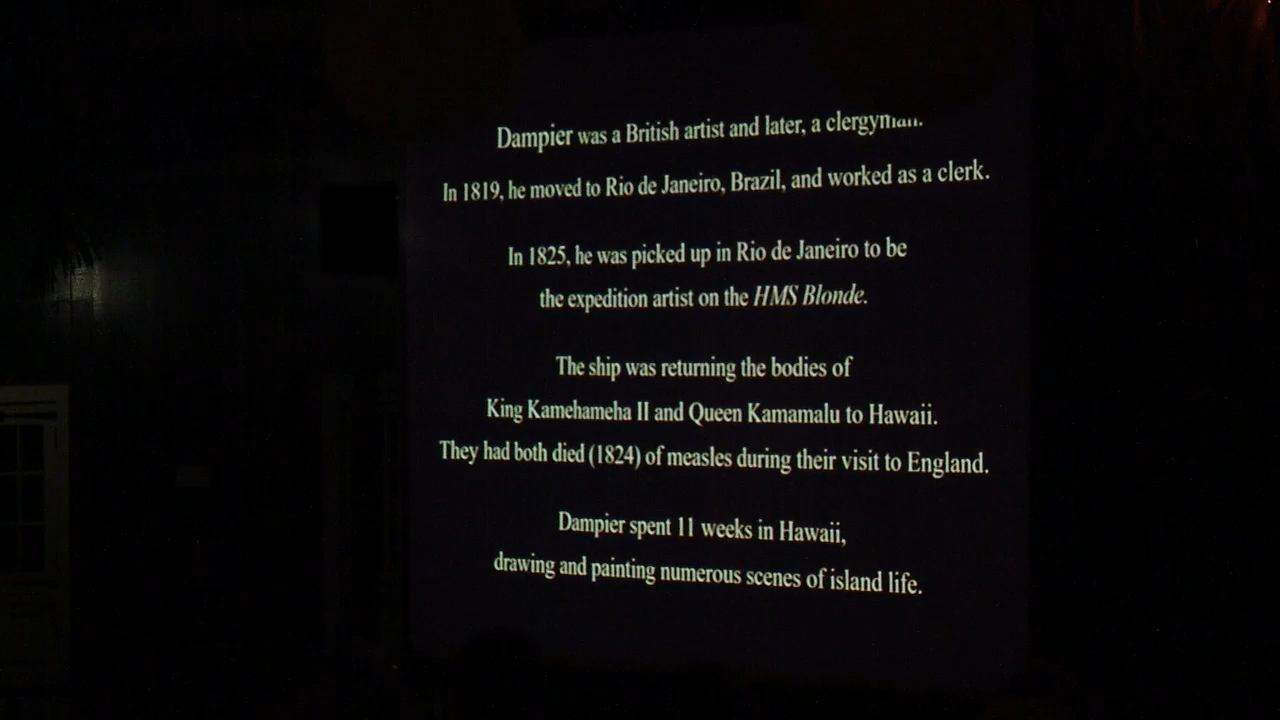 Dampier was a British artist and later, a clergyman.
In 1819, he moved to Rio de Janeiro, Brazil, and worked as a clerk.
In 1825, he was picked up in Rio de Janeiro to be
the expedition artist on the HMS Blonde.
The ship was returning the bodies of
King Kamehameha II and Queen Kamamalu to Hawaii.
They had both died (1824) of measles during their visit to England.
Dampier spent 11 weeks in Hawaii,
drawing and painting numerous scenes of island life.